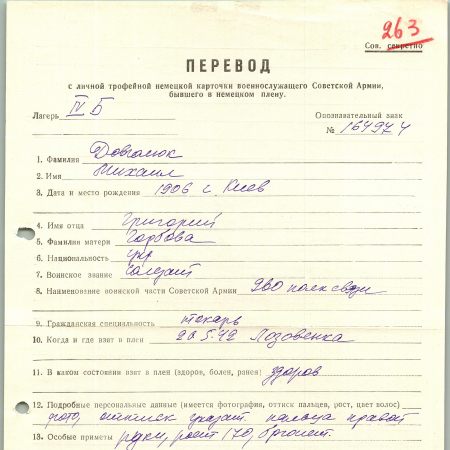 263
Сов. секретно
ПЕРЕВОД
с личной трофейной немецкой карточки военнослужащего Советской Армии,
бывшего в немецком плену.
Лагерь IV Б
Опознавательный знак
№ 164974
1. Фамилия Довганюк
2. Имя Михаил
3. Дата и место рождения 1906 г. Киев
4. Имя отца Григорий
5. Фамилия матери Горбова
6. Национальность укр
7. Воинское звание солдат
8. Наименование воинской части Советской Армии 960 полк связи
9. Гражданская специальность токарь
10. Когда и где взят в плен 26.5.42 Лозовенка
11. В каком состоянии взят в плен (здоров, болен, ранен) здоров
12. Подробные персональные данные (имеется фотография, оттиск пальцев, рост, цвет волос)
фото, оттиск указат. пальца правой
13. Особые приметы руки, рост 170, брюнет.